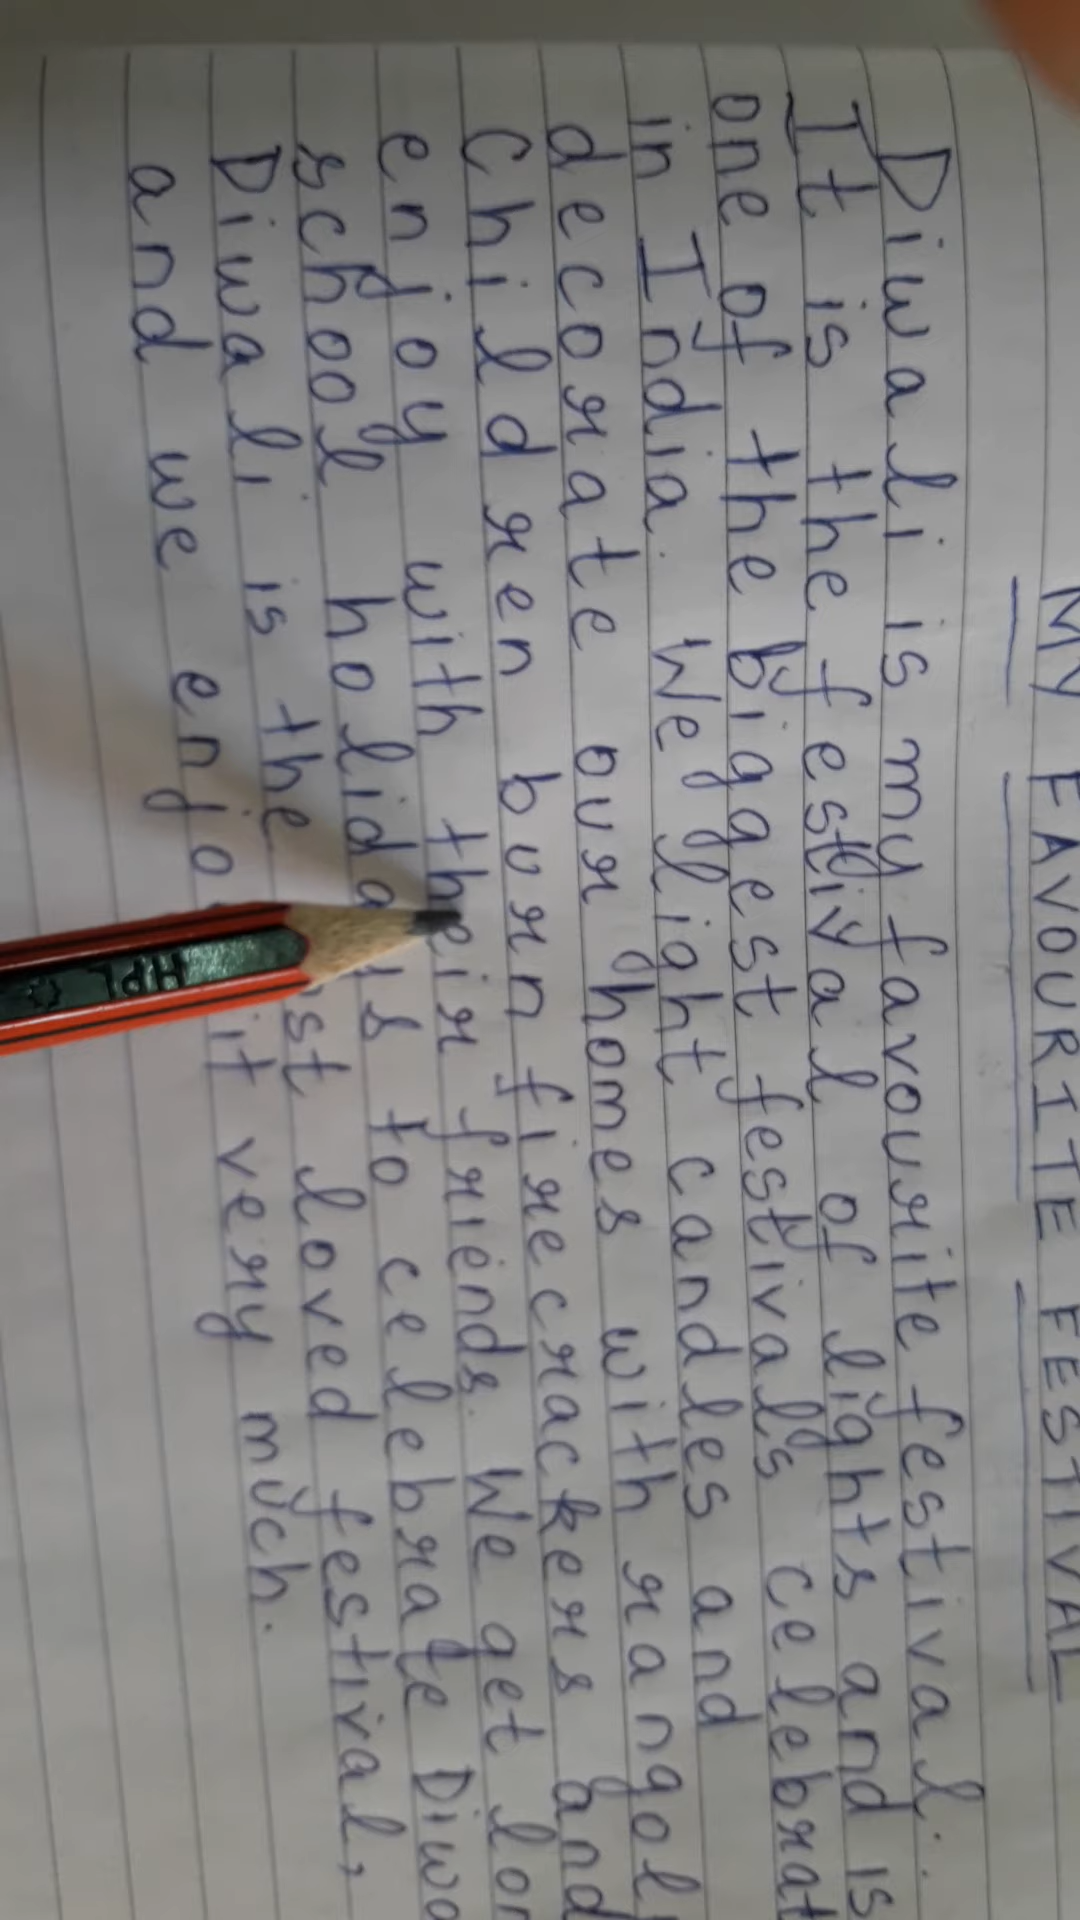 MY FAVOURITE FESTIVAL
Diwali is my favourite festival.
It is the festival of lights and is
one of the biggest festivals celebrat
in India. We light candles and
decorate our homes with rangol
Children burn firecrackers and
enjoy with their friends. We get lon
school holida s to celebrate Diwa
Diwali is the st loved festival,
and we enjo it very much.
HPL